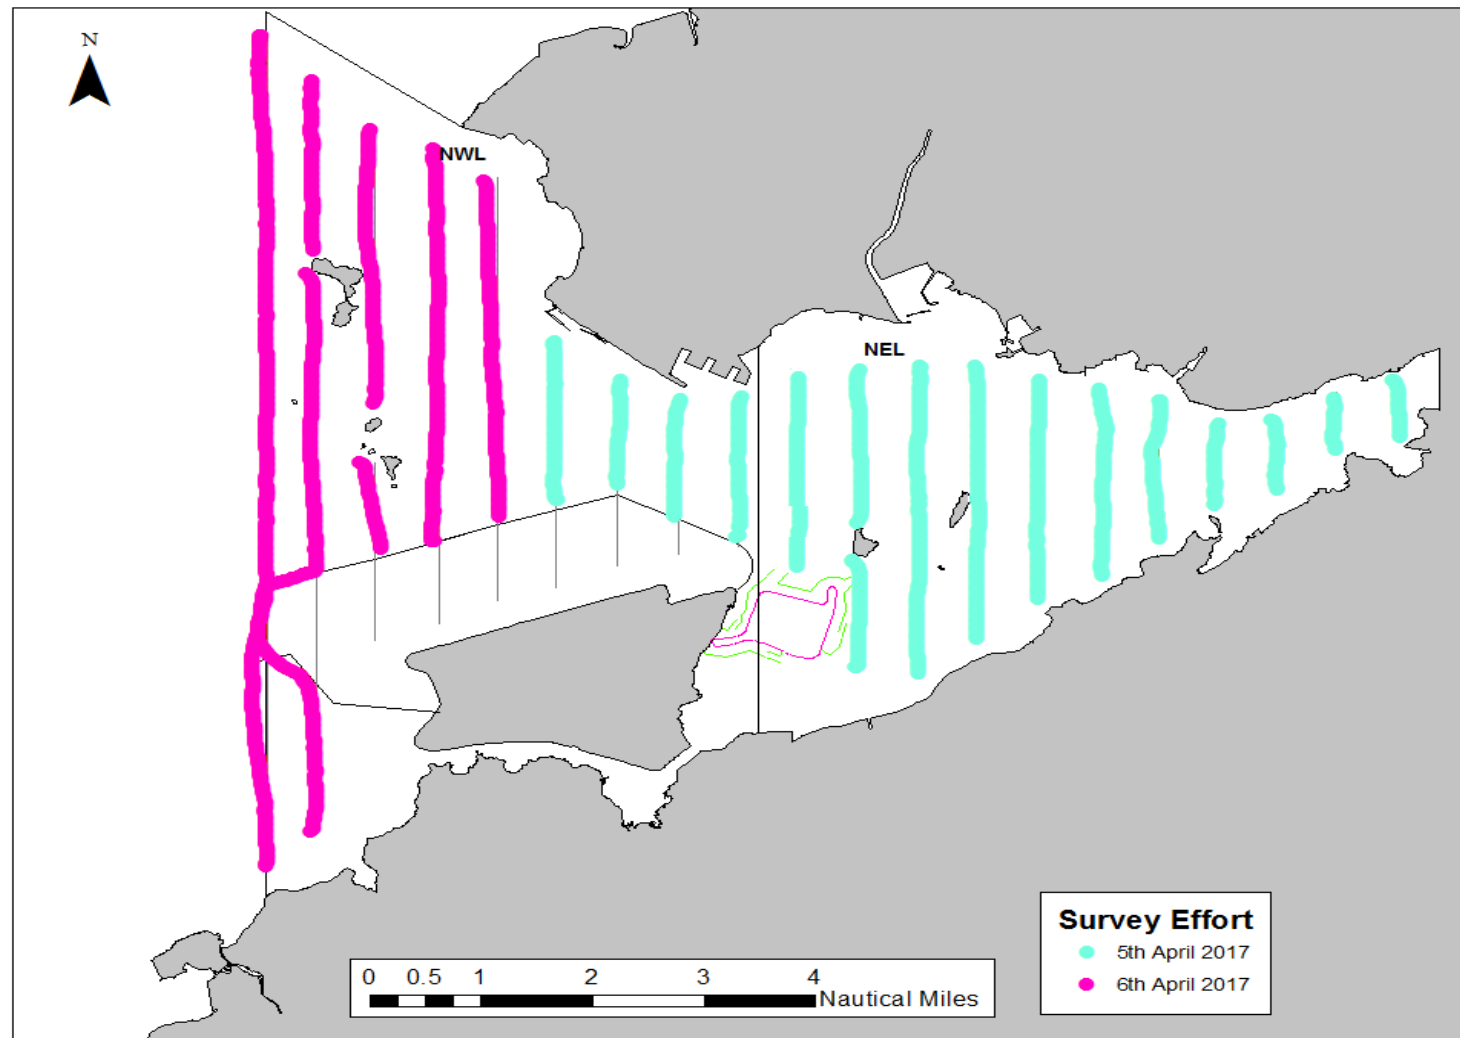 N
NWL
NEL
Survey Effort
5th April 2017
6th April 2017
0 0.5 1 2 3 4
Nautical Miles